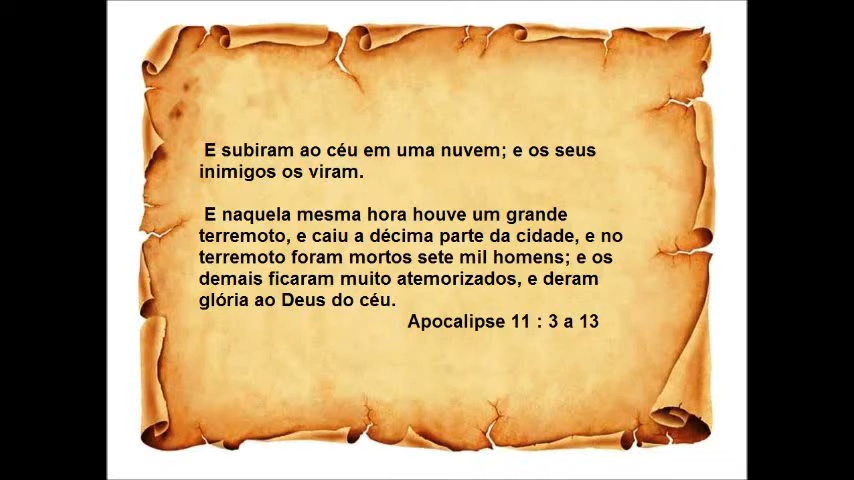 E subiram ao céu em uma nuvem; e os seus
inimigos os viram.
E naquela mesma hora houve um grande
terremoto, e caiu a décima parte da cidade, e no
terremoto foram mortos sete mil homens; e os
demais ficaram muito atemorizados, e deram
glória ao Deus do céu.
Apocalipse 11 : 3 a 13